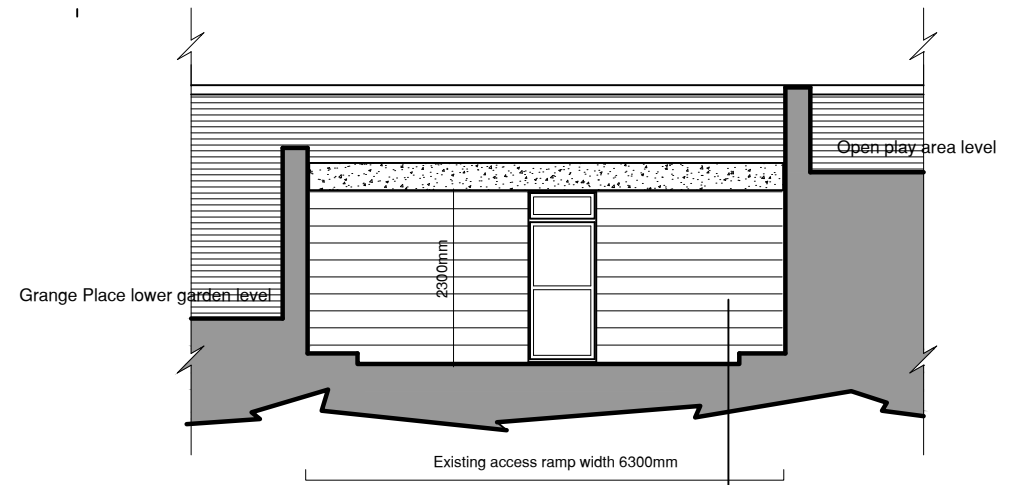 Open play area level
2300mm
Grange Place lower garden level
Existing access ramp width 6300mm